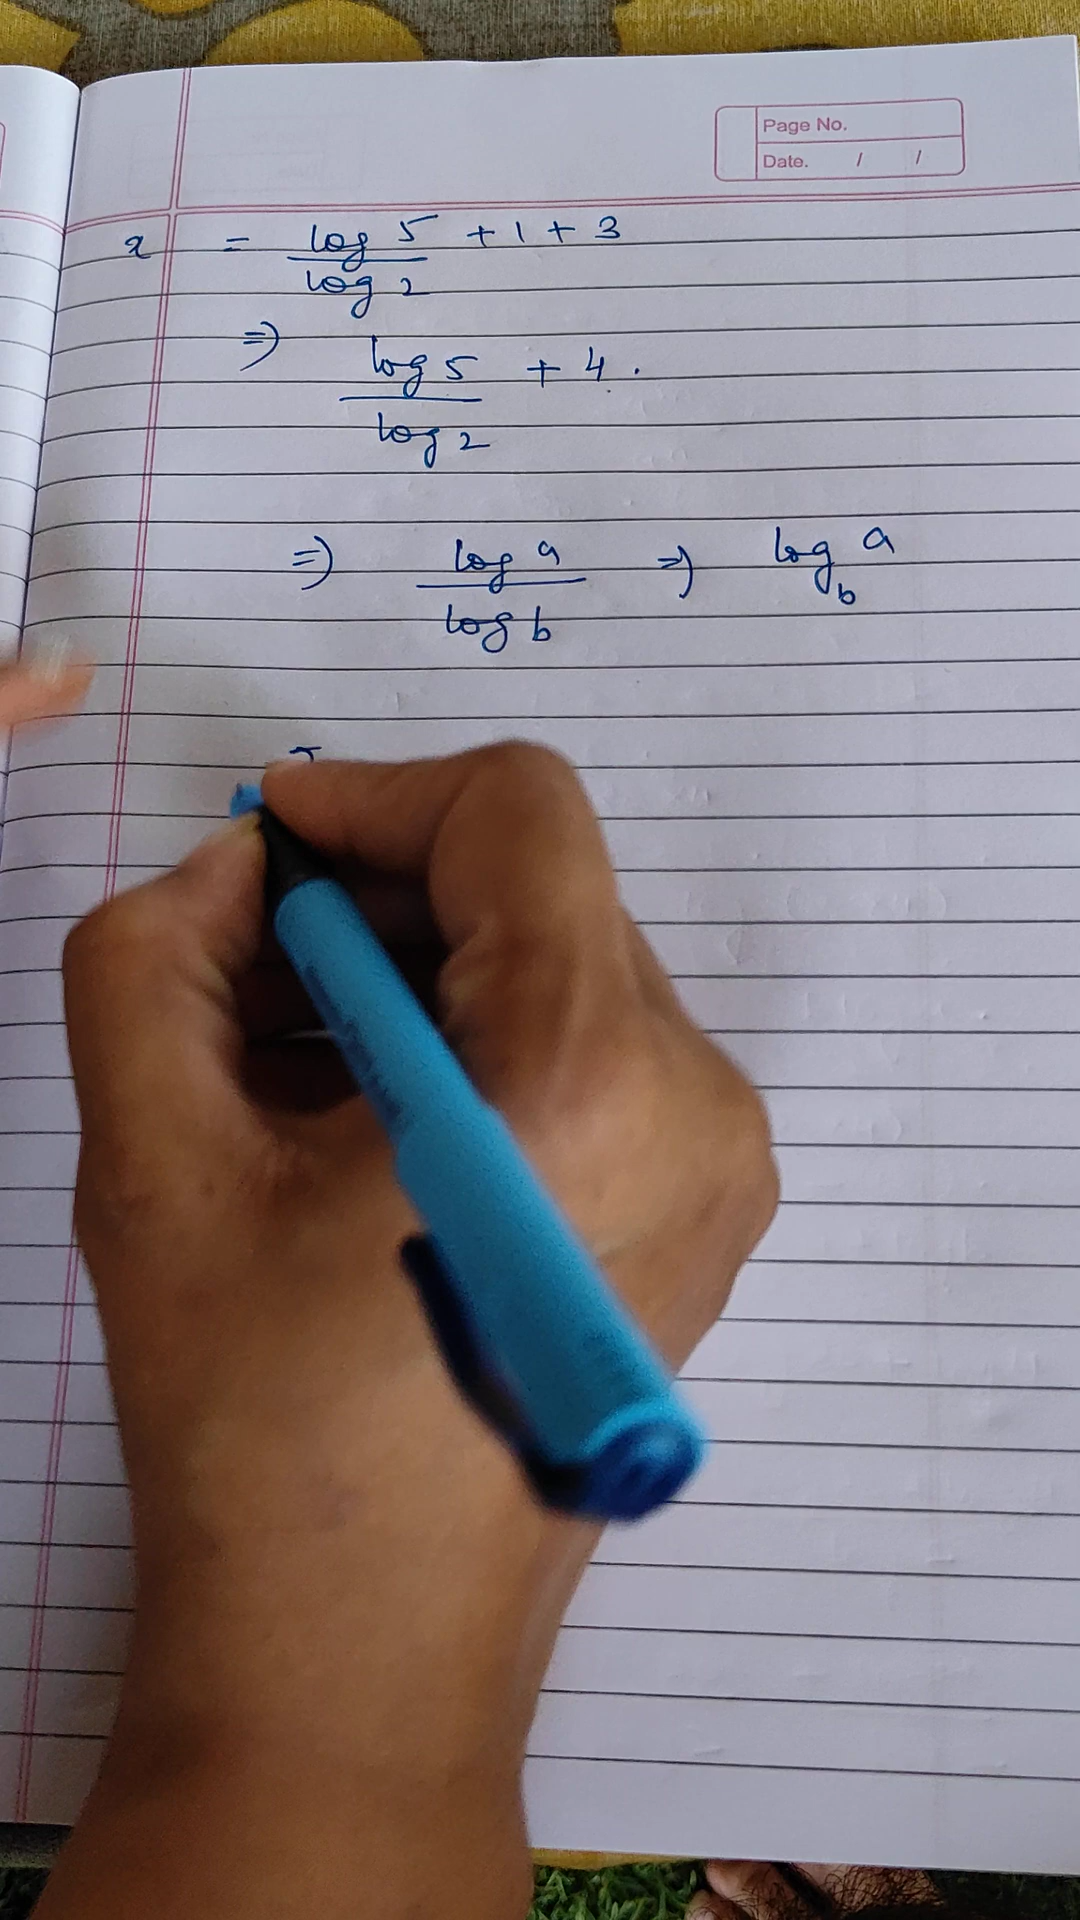 Page No.
Date. / /
x = log 5 / log 2 + 1 + 3
⇒ log 5 / log 2 + 4 .
⇒ log a / log b ⇒ log_b a